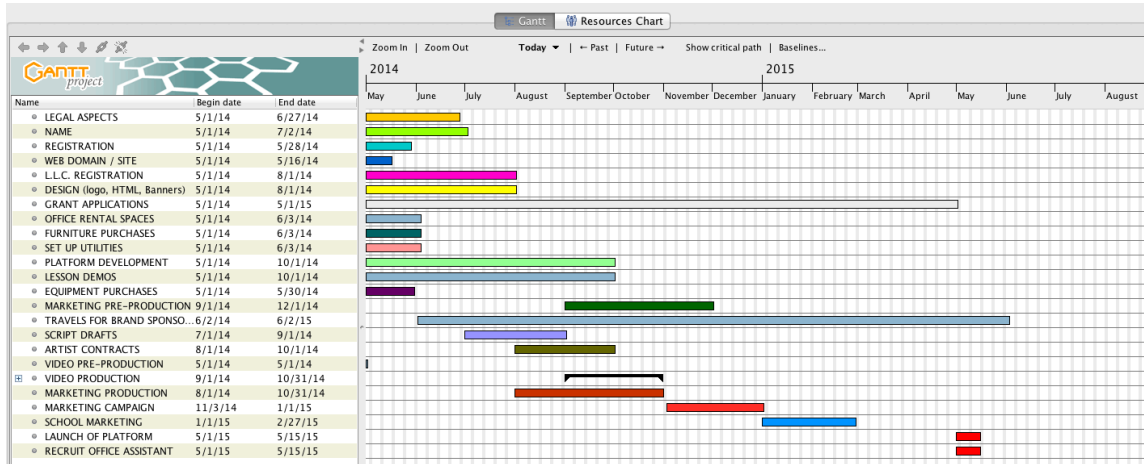 Gantt Resources Chart
Zoom In | Zoom Out Today | ← Past | Future → Show critical path | Baselines...
GANTT project
2014 2015
Name Begin date End date May June July August September October November December January February March April May June July August
LEGAL ASPECTS 5/1/14 6/27/14
NAME 5/1/14 7/2/14
REGISTRATION 5/1/14 5/28/14
WEB DOMAIN / SITE 5/1/14 5/16/14
L.L.C. REGISTRATION 5/1/14 8/1/14
DESIGN (logo, HTML, Banners) 5/1/14 8/1/14
GRANT APPLICATIONS 5/1/14 5/1/15
OFFICE RENTAL SPACES 5/1/14 6/3/14
FURNITURE PURCHASES 5/1/14 6/3/14
SET UP UTILITIES 5/1/14 6/3/14
PLATFORM DEVELOPMENT 5/1/14 10/1/14
LESSON DEMOS 5/1/14 10/1/14
EQUIPMENT PURCHASES 5/1/14 5/30/14
MARKETING PRE-PRODUCTION 9/1/14 12/1/14
TRAVELS FOR BRAND SPONSO... 6/2/14 6/2/15
SCRIPT DRAFTS 7/1/14 9/1/14
ARTIST CONTRACTS 8/1/14 10/1/14
VIDEO PRE-PRODUCTION 5/1/14 5/1/14
VIDEO PRODUCTION 9/1/14 10/31/14
MARKETING PRODUCTION 8/1/14 10/31/14
MARKETING CAMPAIGN 11/3/14 1/1/15
SCHOOL MARKETING 1/1/15 2/27/15
LAUNCH OF PLATFORM 5/1/15 5/15/15
RECRUIT OFFICE ASSISTANT 5/1/15 5/15/15